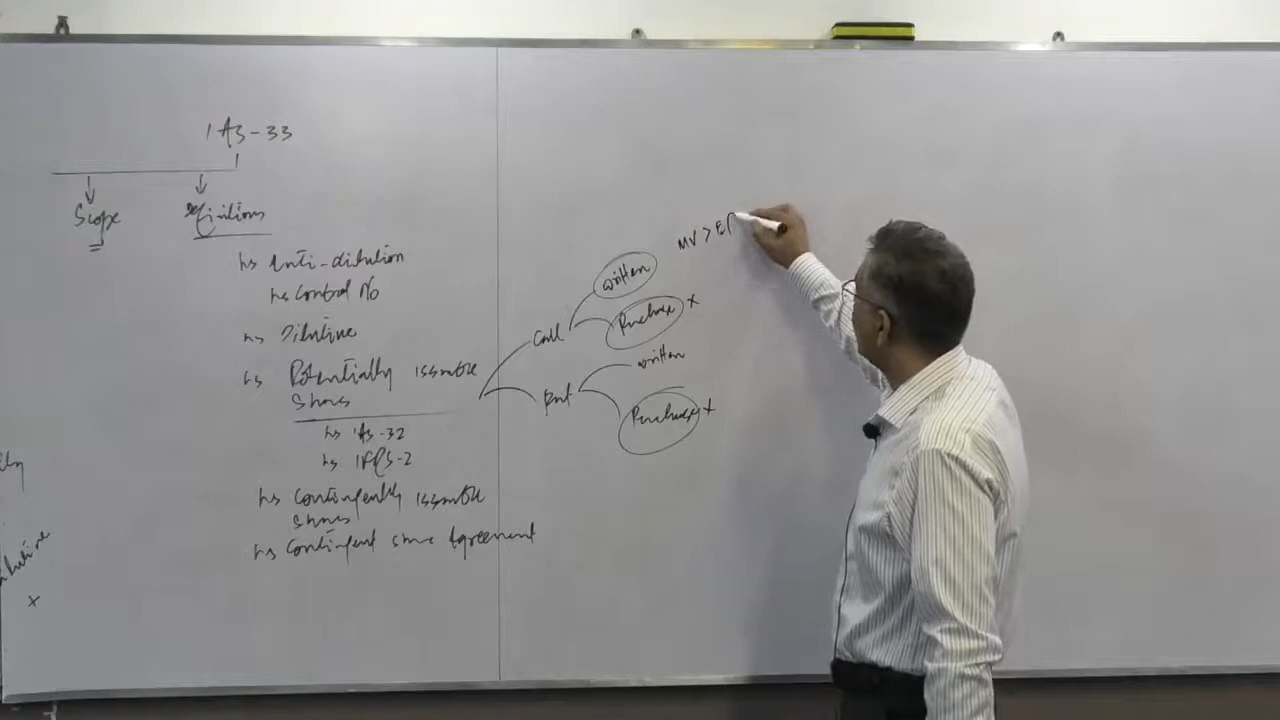 IAS-33
Scope
Definitions
↳ Anti-dilution
↳ Control No
↳ Dilutive
↳ Potentially issuable
Shares
↳ IAS-32
↳ IFRS-2
↳ Contingently issuable
Shares
↳ Contingent share Agreement
Call
written
Purchase x
Put
written
Purchase x
MV > EP
x